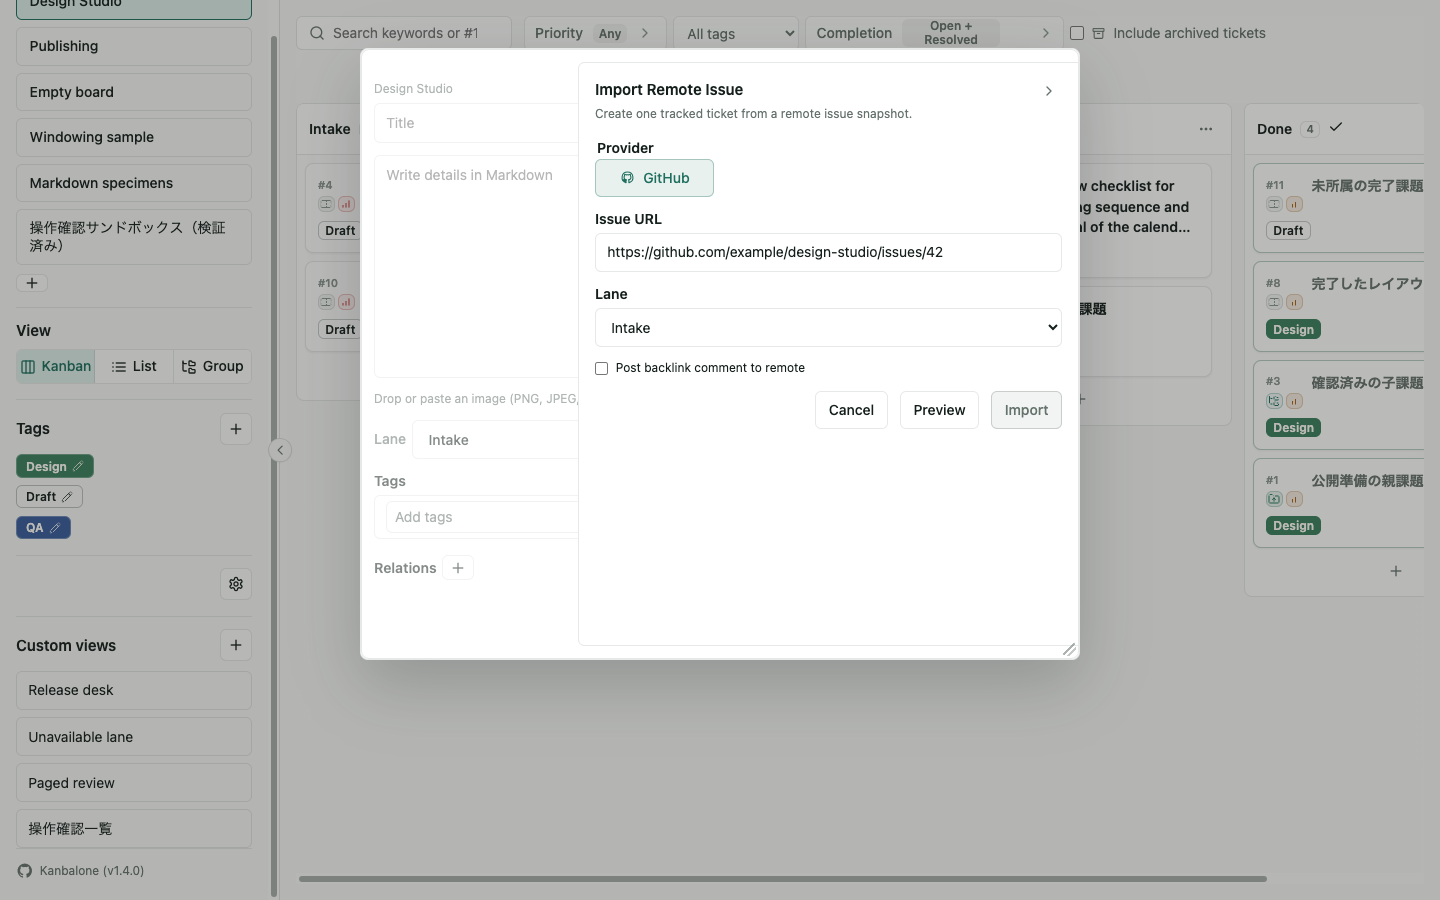 Design Studio
Publishing
Empty board
Windowing sample
Markdown specimens
操作確認サンドボックス（検証
済み）
View
Kanban
List
Group
Tags
Design
Draft
QA
Custom views
Release desk
Unavailable lane
Paged review
操作確認一覧
Kanbalone (v1.4.0)
Search keywords or #1
Priority Any
All tags
Completion
Open +
Resolved
Include archived tickets
Intake
#4
Draft
#10
Draft
Design Studio
Title
Write details in Markdown
Drop or paste an image (PNG, JPEG,
Lane
Intake
Tags
Add tags
Relations
Import Remote Issue
Create one tracked ticket from a remote issue snapshot.
Provider
GitHub
Issue URL
https://github.com/example/design-studio/issues/42
Lane
Intake
Post backlink comment to remote
Cancel
Preview
Import
w checklist for
ng sequence and
al of the calend...
課題
Done 4
#11
未所属の完了課題
Draft
#8
完了したレイアウ
Design
#3
確認済みの子課題
Design
#1
公開準備の親課題
Design